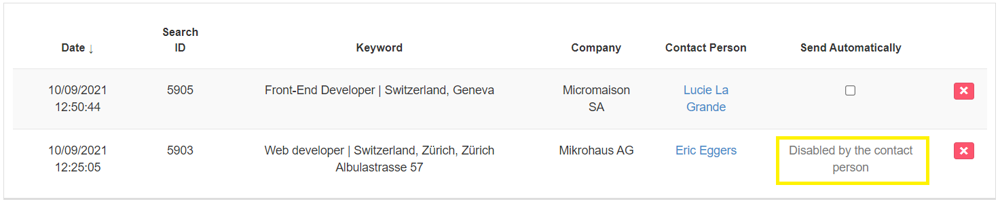 Date ↓ Search ID Keyword Company Contact Person Send Automatically
10/09/2021 12:50:44 5905 Front-End Developer | Switzerland, Geneva Micromaison SA Lucie La Grande
10/09/2021 12:25:05 5903 Web developer | Switzerland, Zürich, Zürich Albulastrasse 57 Mikrohaus AG Eric Eggers Disabled by the contact person